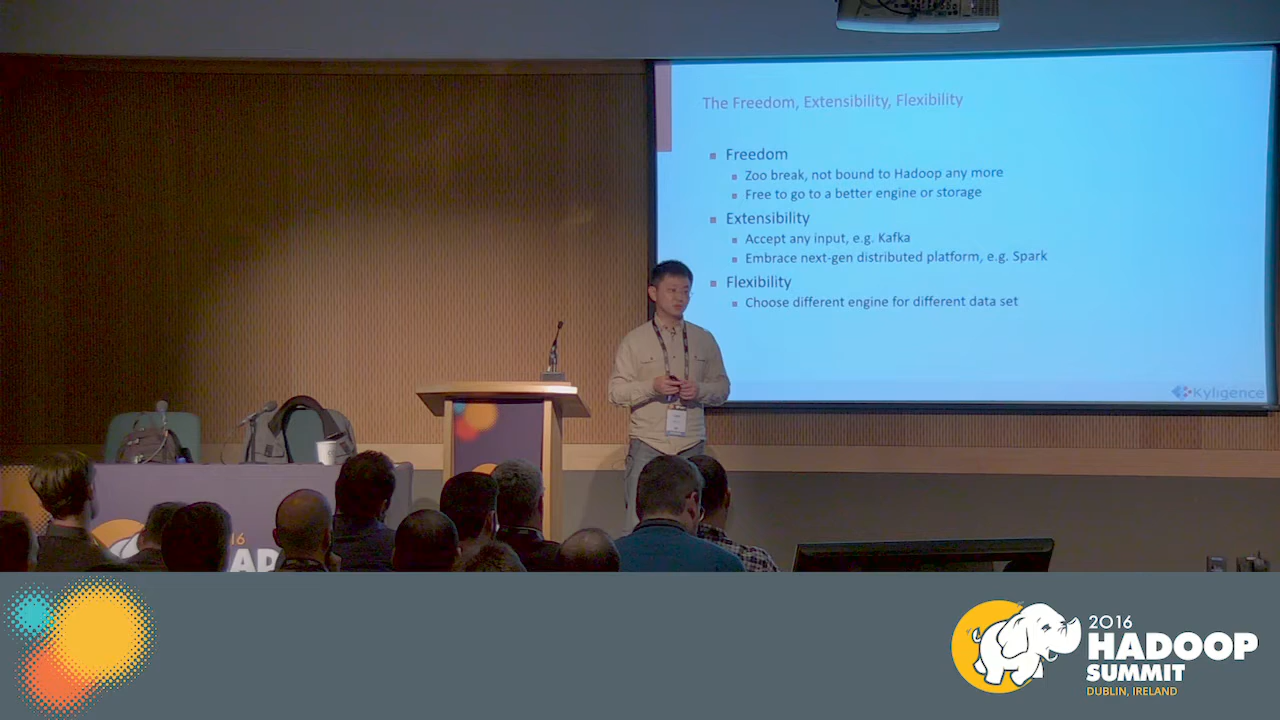 The Freedom, Extensibility, Flexibility
Freedom
Zoo break, not bound to Hadoop any more
Free to go to a better engine or storage
Extensibility
Accept any input, e.g. Kafka
Embrace next-gen distributed platform, e.g. Spark
Flexibility
Choose different engine for different data set
Kyligence
16
HAD
2016
HADOOP
SUMMIT
DUBLIN, IRELAND